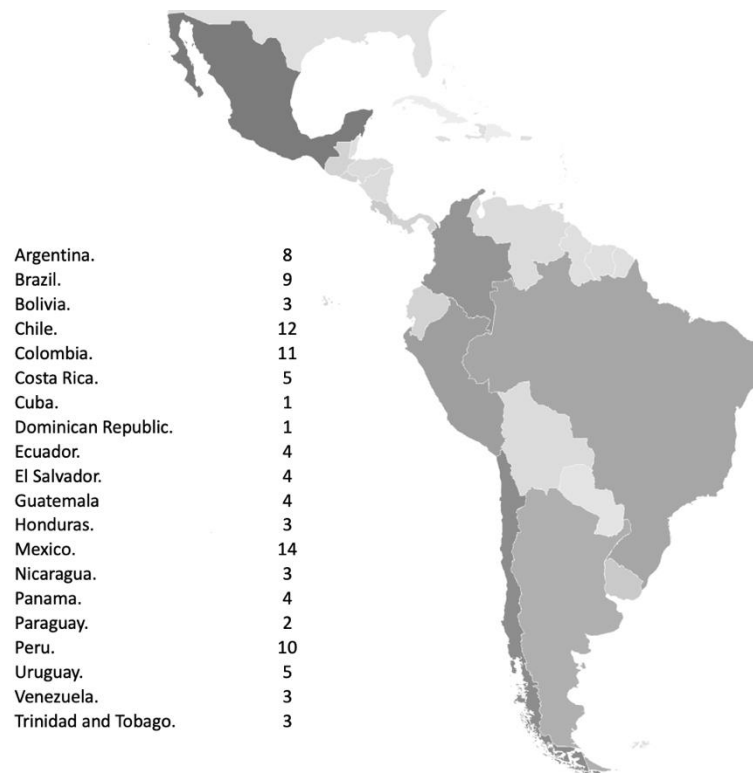 Argentina. 8
Brazil. 9
Bolivia. 3
Chile. 12
Colombia. 11
Costa Rica. 5
Cuba. 1
Dominican Republic. 1
Ecuador. 4
El Salvador. 4
Guatemala 4
Honduras. 3
Mexico. 14
Nicaragua. 3
Panama. 4
Paraguay. 2
Peru. 10
Uruguay. 5
Venezuela. 3
Trinidad and Tobago. 3